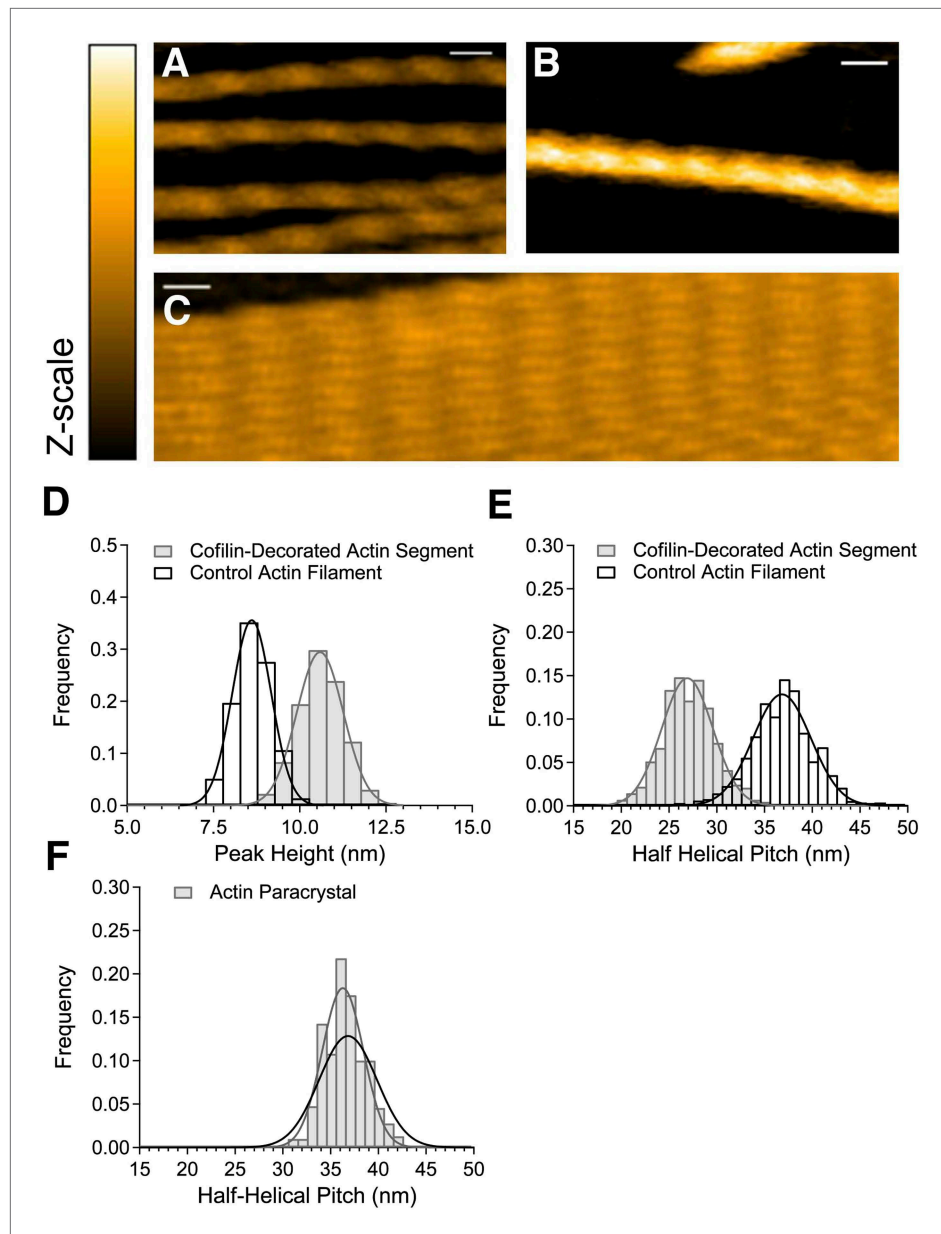 Z-scale
A
B
C
D
Cofilin-Decorated Actin Segment
Control Actin Filament
0.5
0.4
0.3
0.2
0.1
0.0
Frequency
5.0 7.5 10.0 12.5 15.0
Peak Height (nm)
E
Cofilin-Decorated Actin Segment
Control Actin Filament
0.30
0.25
0.20
0.15
0.10
0.05
0.00
Frequency
15 20 25 30 35 40 45 50
Half Helical Pitch (nm)
F
Actin Paracrystal
0.30
0.25
0.20
0.15
0.10
0.05
0.00
Frequency
15 19 25 30 35 40 45 50
Half-Helical Pitch (nm)